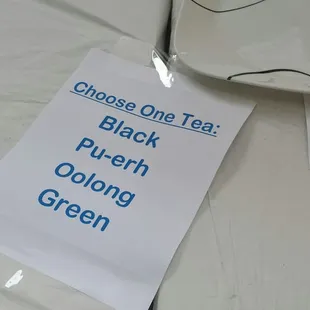 Choose One Tea:
Black
Pu-erh
Oolong
Green